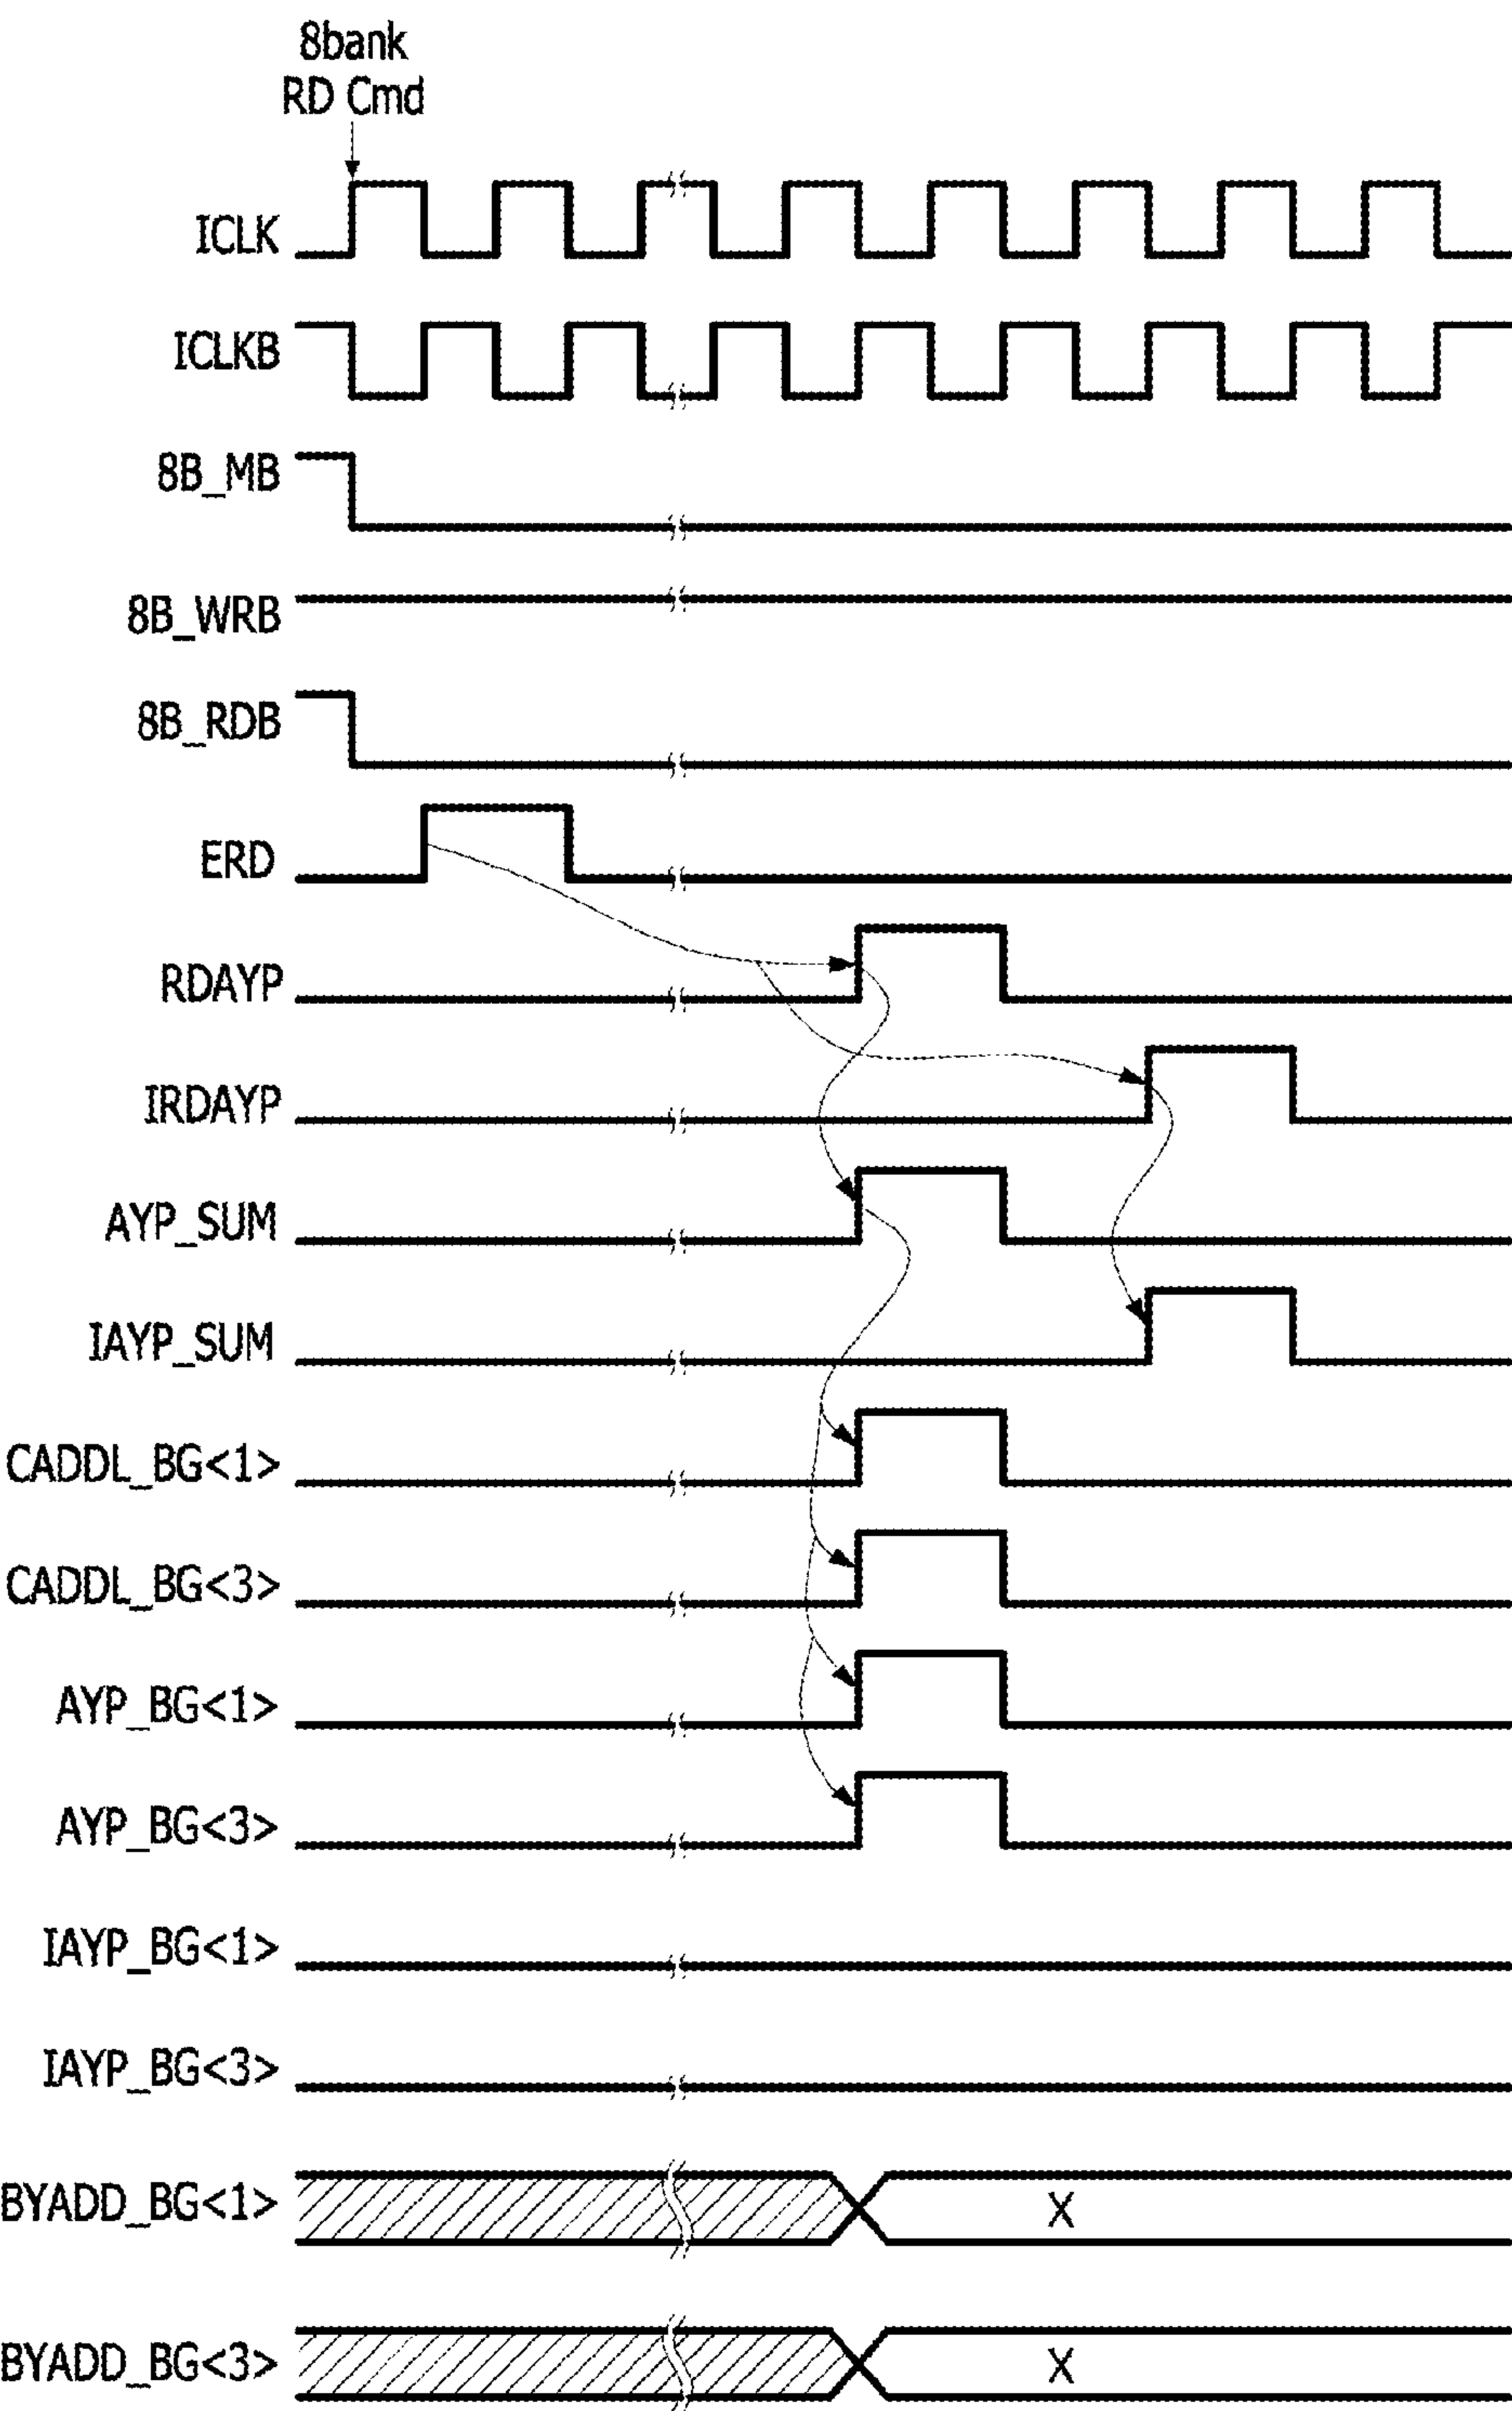 8bank
RD Cmd
ICLK
ICLKB
8B_MB
8B_WRB
8B_RDB
ERD
RDAYP
IRDAYP
AYP_SUM
IAYP_SUM
CADDL_BG<1>
CADDL_BG<3>
AYP_BG<1>
AYP_BG<3>
IAYP_BG<1>
IAYP_BG<3>
BYADD_BG<1> X
BYADD_BG<3> X